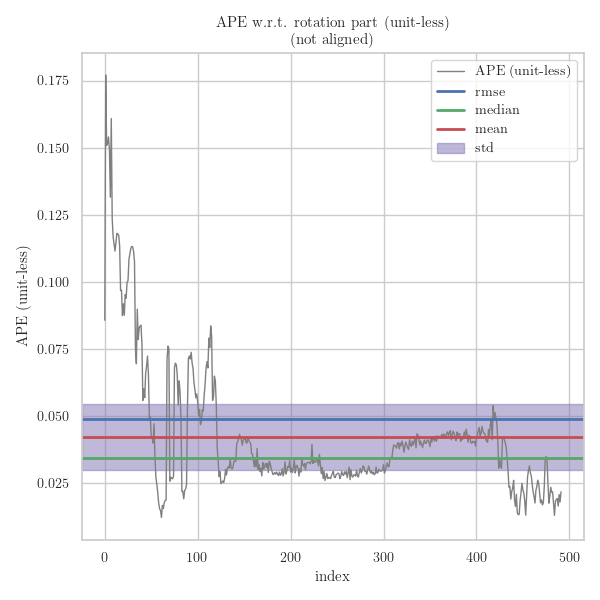 APE w.r.t. rotation part (unit-less)
(not aligned)
APE (unit-less)
rmse
median
mean
std
APE (unit-less)
0.175
0.150
0.125
0.100
0.075
0.050
0.025
0 100 200 300 400 500
index